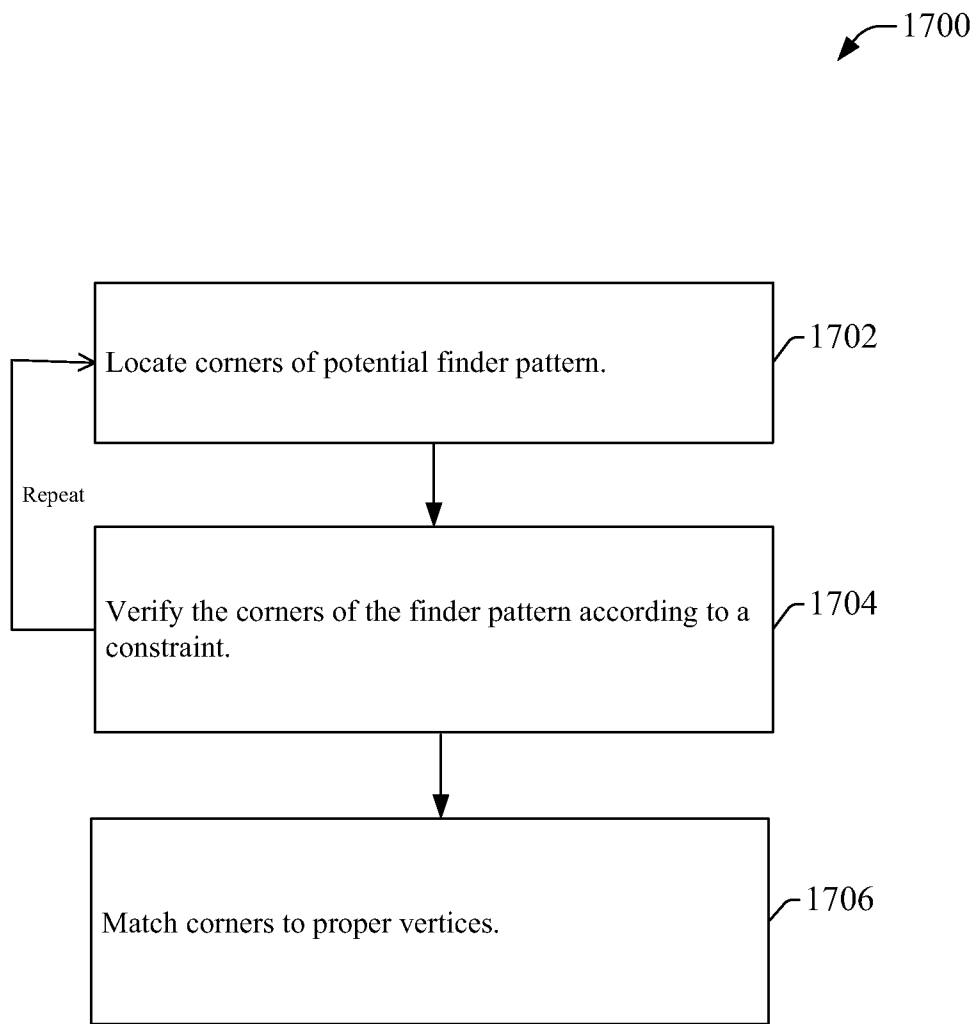 1700
Locate corners of potential finder pattern.
1702
Repeat
Verify the corners of the finder pattern according to a
constraint.
1704
Match corners to proper vertices.
1706